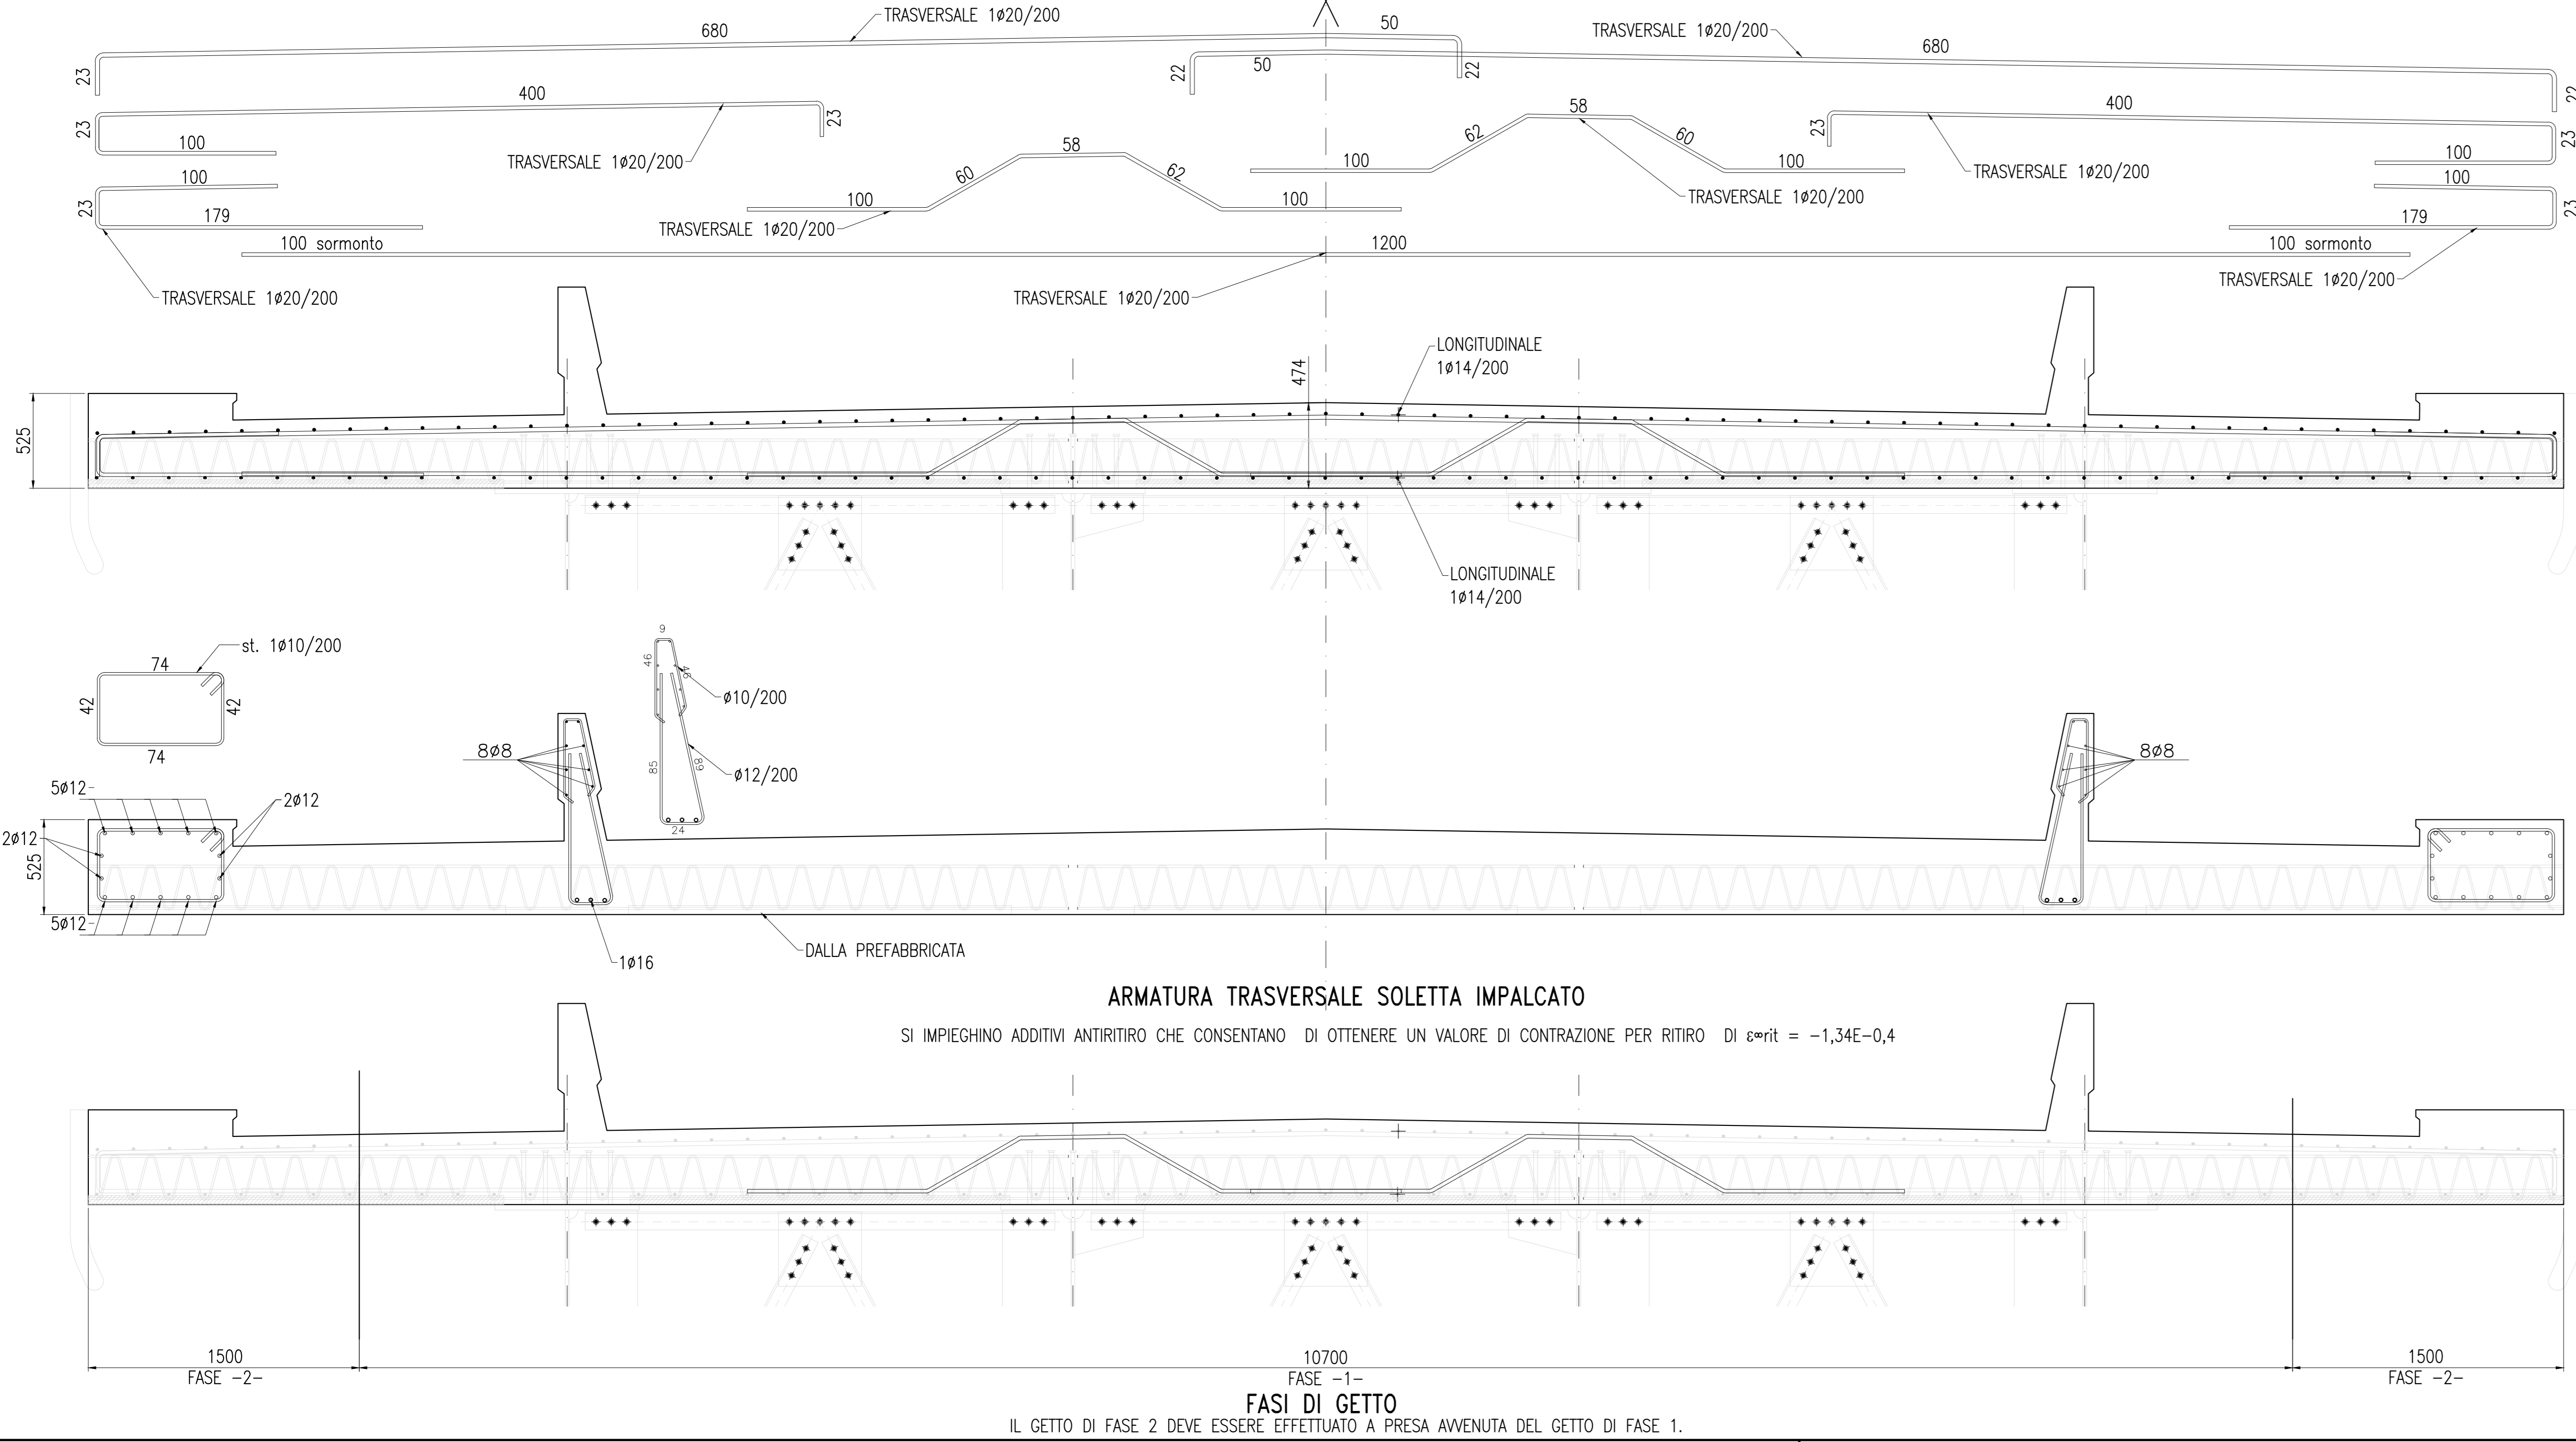 TRASVERSALE 1ø20/200
50
TRASVERSALE 1ø20/200
680
680
23
22
50
22
22
400
23
23
TRASVERSALE 1ø20/200
100
58
60
62
100
100
TRASVERSALE 1ø20/200
58
62
60
100
100
TRASVERSALE 1ø20/200
400
23
23
TRASVERSALE 1ø20/200
100
100
23
179
100
23
179
100 sormonto
1200
100 sormonto
TRASVERSALE 1ø20/200
TRASVERSALE 1ø20/200
TRASVERSALE 1ø20/200
LONGITUDINALE
1ø14/200
474
525
LONGITUDINALE
1ø14/200
st. 1ø10/200
74
42
42
74
9
46
46
ø10/200
85
89
ø12/200
24
8ø8
8ø8
5ø12
2ø12
2ø12
525
5ø12
1ø16
DALLA PREFABBRICATA
ARMATURA TRASVERSALE SOLETTA IMPALCATO
SI IMPIEGHINO ADDITIVI ANTIRITIRO CHE CONSENTANO DI OTTENERE UN VALORE DI CONTRAZIONE PER RITIRO DI ε∞rit = -1,34E-0,4
1500
FASE -2-
10700
FASE -1-
1500
FASE -2-
FASI DI GETTO
IL GETTO DI FASE 2 DEVE ESSERE EFFETTUATO A PRESA AVVENUTA DEL GETTO DI FASE 1.